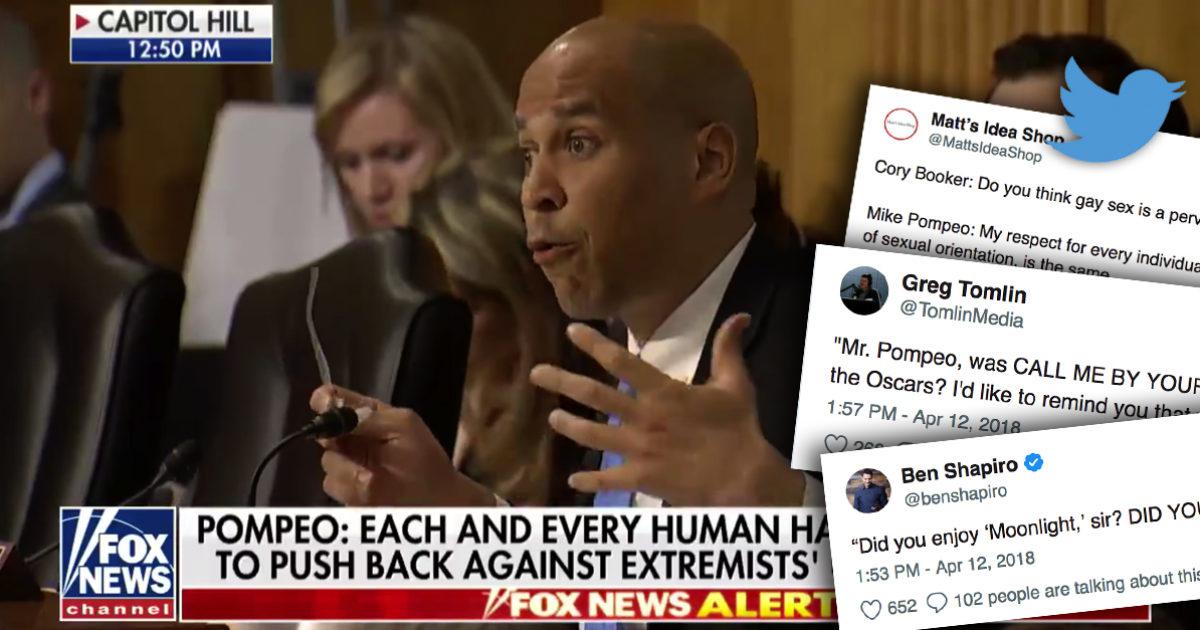 CAPITOL HILL
12:50 PM
Matt's Idea Shop
@MattsIdeaShop
Cory Booker: Do you think gay sex is a perv
Mike Pompeo: My respect for every individua
of sexual orientation, is the same
Greg Tomlin
@TomlinMedia
"Mr. Pompeo, was CALL ME BY YOUR
the Oscars? I'd like to remind you that
1:57 PM - Apr 12, 2018
Ben Shapiro
@benshapiro
“Did you enjoy ‘Moonlight,’ sir? DID YOU
1:53 PM - Apr 12, 2018
652 102 people are talking about this
POMPEO: EACH AND EVERY HUMAN HA
TO PUSH BACK AGAINST EXTREMISTS'
FOX
NEWS
channel
FOX NEWS ALERT